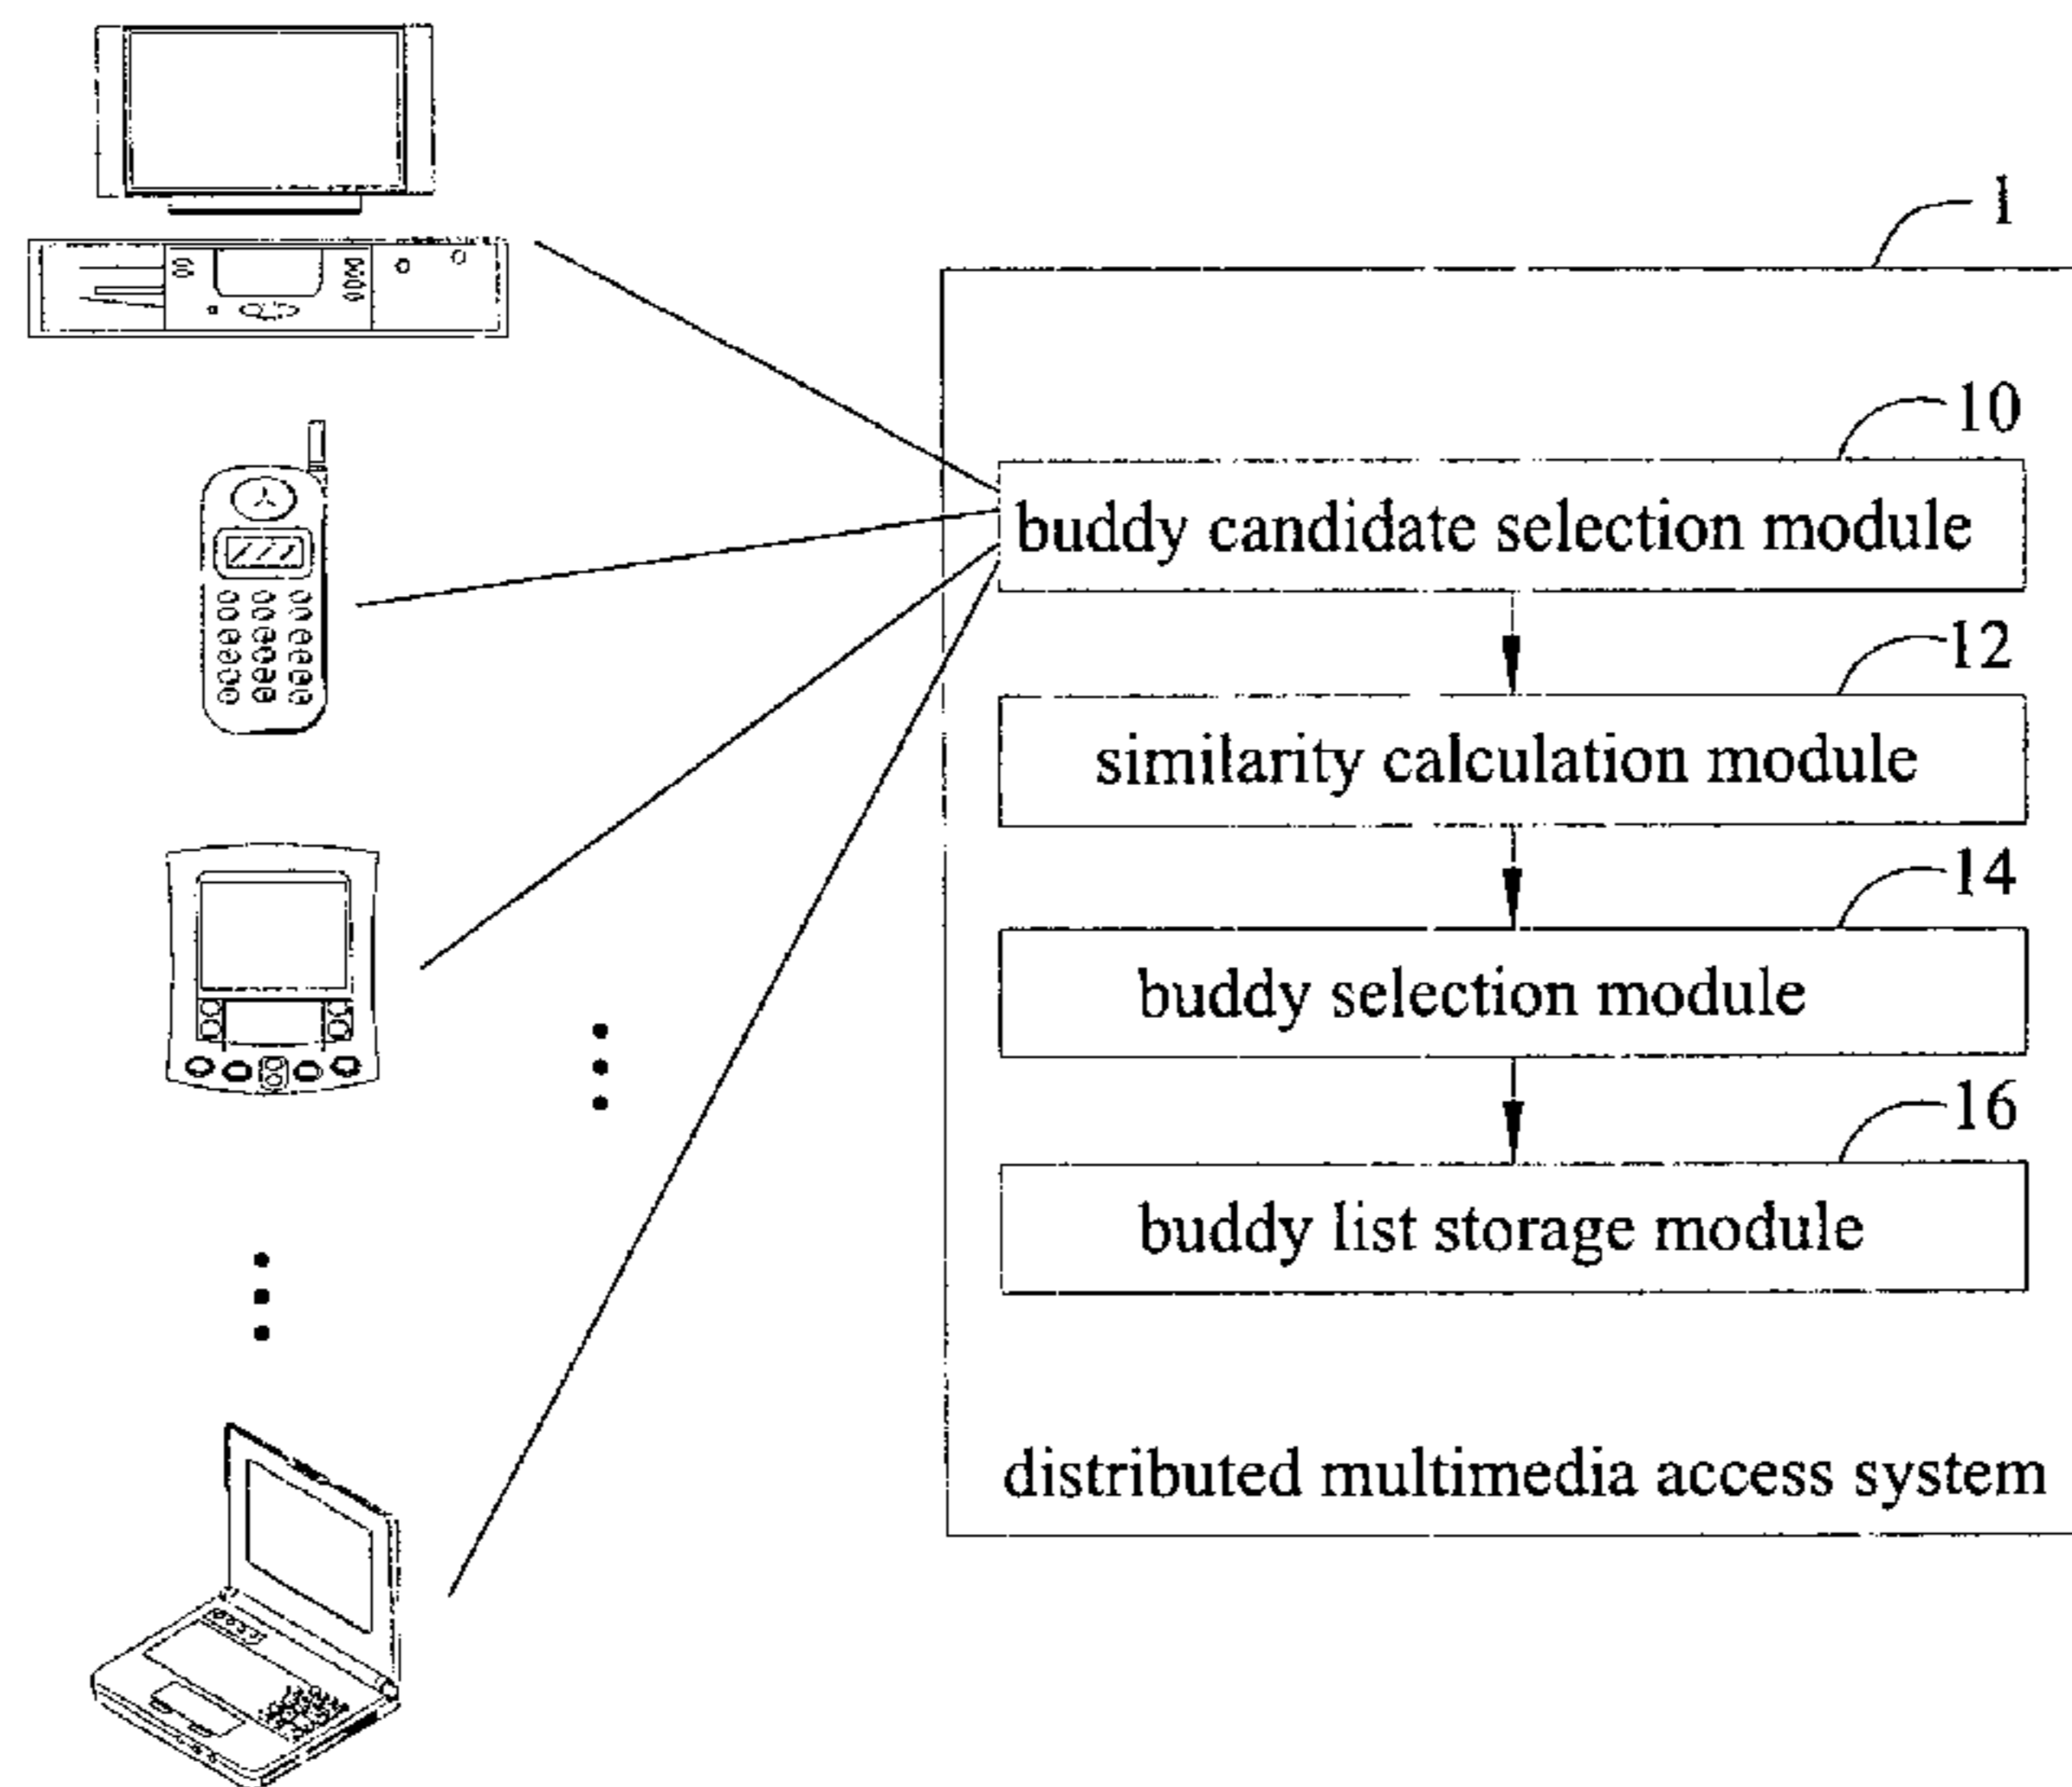 1
10
buddy candidate selection module
12
similarity calculation module
14
buddy selection module
16
buddy list storage module
distributed multimedia access system